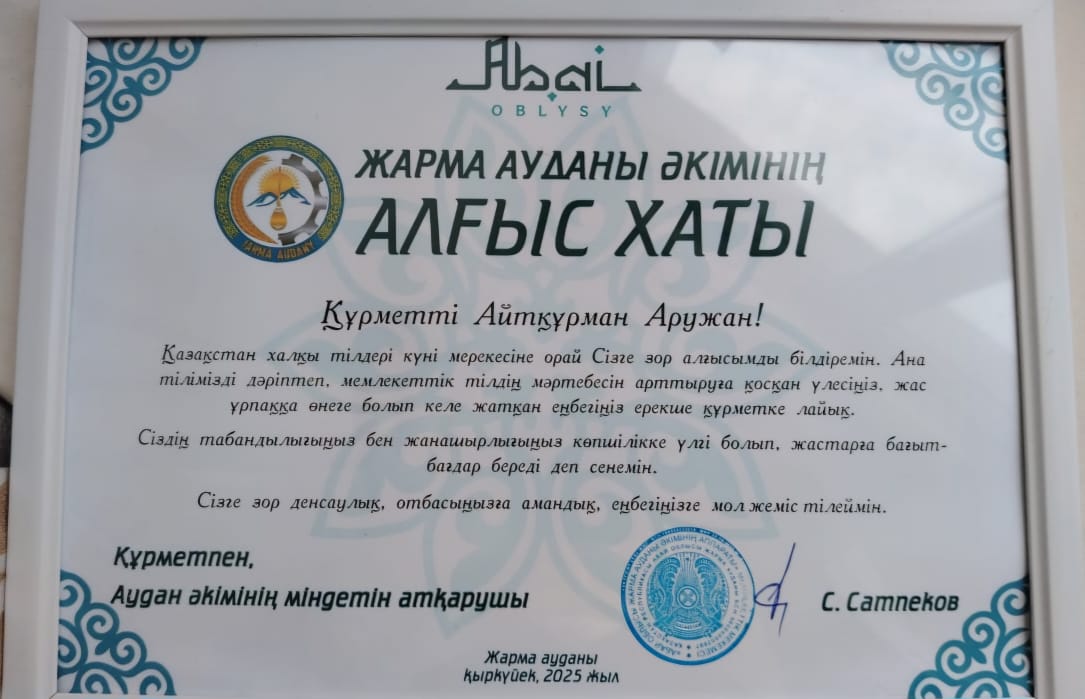 Abai
OBLYSY
ЖАРМА АУДАНЫ ӘКІМІНІҢ
АЛҒЫС ХАТЫ
JARMA AUDANY
Құрметті Айтқұрман Аружан!
Қазақстан халқы тілдері күні мерекесіне орай Сізге зор алғысымды білдіремін. Ана
тілімізді дәріптеп, мемлекеттік тілдің мәртебесін арттыруға қосқан үлесіңіз, жас
ұрпаққа өнеге болып келе жатқан еңбегіңіз ерекше құрметке лайық.
Сіздің табандылығыңыз бен жанашырлығыңыз көпшілікке үлгі болып, жастарға бағыт-
бағдар береді деп сенемін.
Сізге зор денсаулық, отбасыңызға амандық, еңбегіңізге мол жеміс тілеймін.
Құрметпен,
Аудан әкімінің міндетін атқарушы
С. Сатпеков
Жарма ауданы
қыркүйек, 2025 жыл